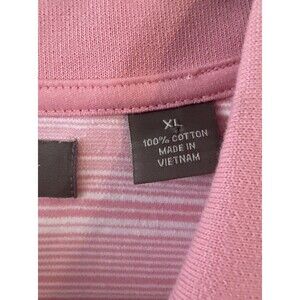 XL
100% COTTON
MADE IN
VIETNAM